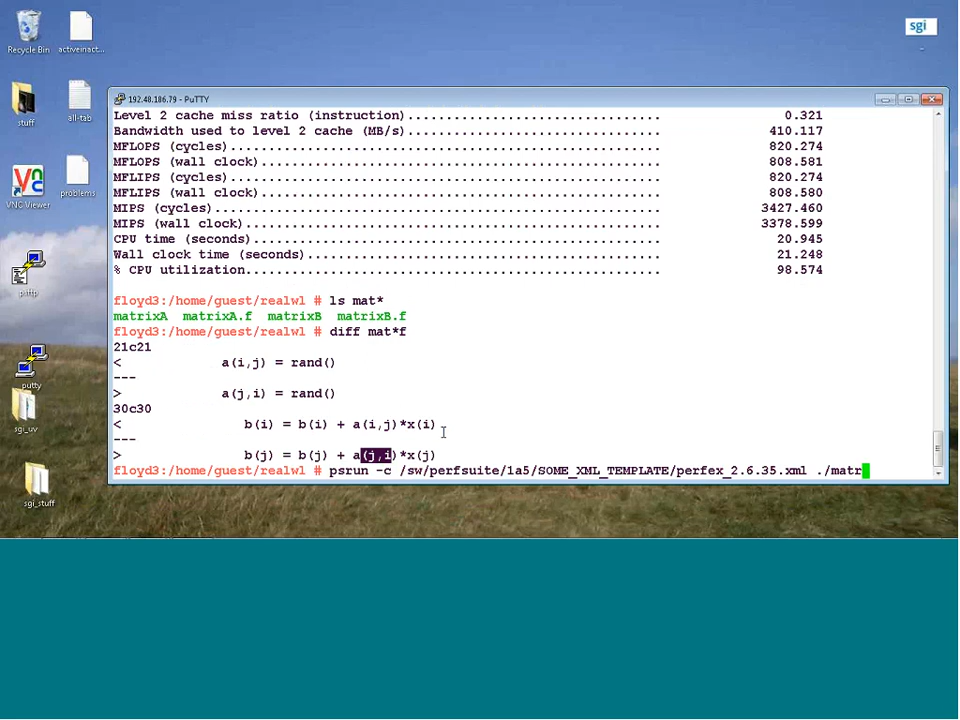 Recycle Bin
activeinact...
sgi
stuff
all-tab
VNC Viewer
problems
psftp
putty
sgi_uv
sgi_stuff
192.48.186.79 - PuTTY
Level 2 cache miss ratio (instruction)................................. 0.321
Bandwidth used to level 2 cache (MB/s)................................. 410.117
MFLOPS (cycles)........................................................ 820.274
MFLOPS (wall clock).................................................... 808.581
MFLIPS (cycles)........................................................ 820.274
MFLIPS (wall clock).................................................... 808.580
MIPS (cycles).......................................................... 3427.460
MIPS (wall clock)...................................................... 3378.599
CPU time (seconds)..................................................... 20.945
Wall clock time (seconds).............................................. 21.248
% CPU utilization...................................................... 98.574
floyd3:/home/guest/realwl # ls mat*
matrixA matrixA.f matrixB matrixB.f
floyd3:/home/guest/realwl # diff mat*f
21c21
< a(i,j) = rand()
---
> a(j,i) = rand()
30c30
< b(i) = b(i) + a(i,j)*x(i)
---
> b(j) = b(j) + a(j,i)*x(j)
floyd3:/home/guest/realwl # psrun -c /sw/perfsuite/1a5/SOME_XML_TEMPLATE/perfex_2.6.35.xml ./matr